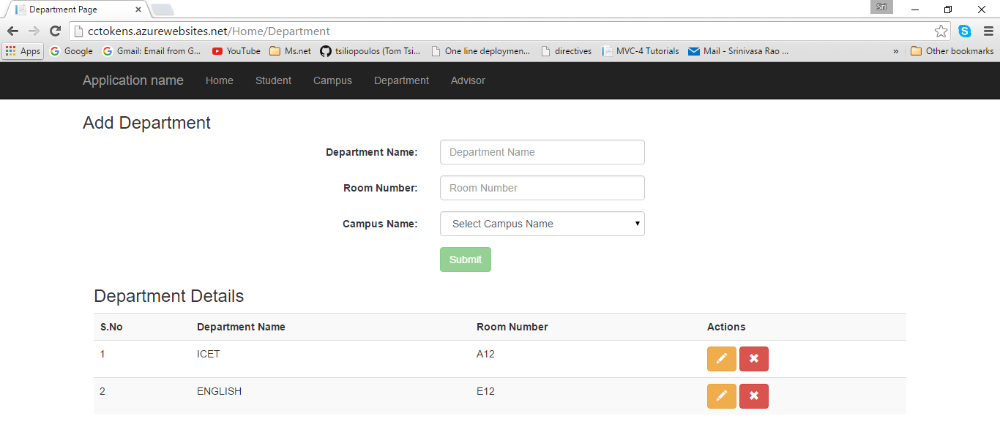 Department Page
Sri
cctokens.azurewebsites.net/Home/Department
Apps Google Gmail: Email from G... YouTube Ms.net tsiliopoulos (Tom Tsi... One line deploymen... directives MVC-4 Tutorials Mail - Srinivasa Rao ... » Other bookmarks
Application name Home Student Campus Department Advisor
Add Department
Department Name: Department Name
Room Number: Room Number
Campus Name: Select Campus Name
Submit
Department Details
S.No Department Name Room Number Actions
1 ICET A12
2 ENGLISH E12